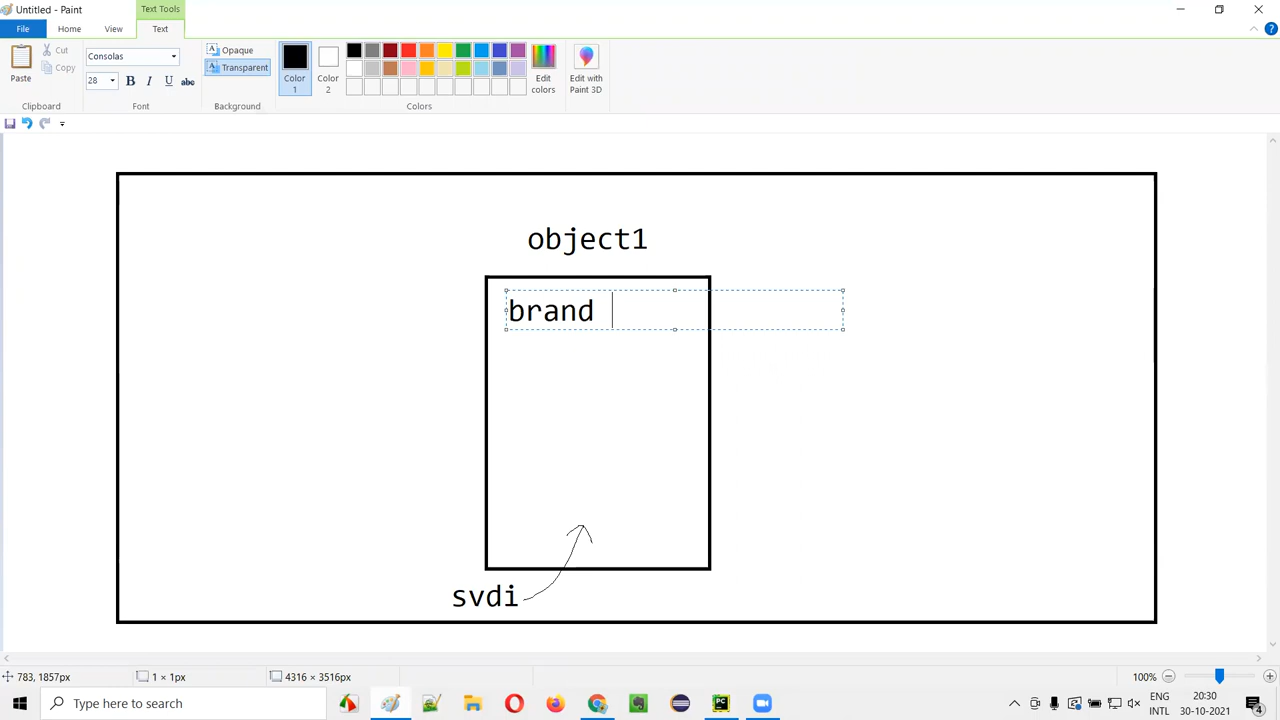 Untitled - Paint
Text Tools
File
Home
View
Text
Paste
Cut
Copy
Clipboard
Consolas
28
B I U abc
Font
Opaque
Transparent
Background
Color 1
Color 2
Edit colors
Edit with Paint 3D
Colors
object1
brand
svdi
783, 1857px
1 × 1px
4316 × 3516px
100%
Type here to search
PC
ENG
INTL
20:30
30-10-2021
4